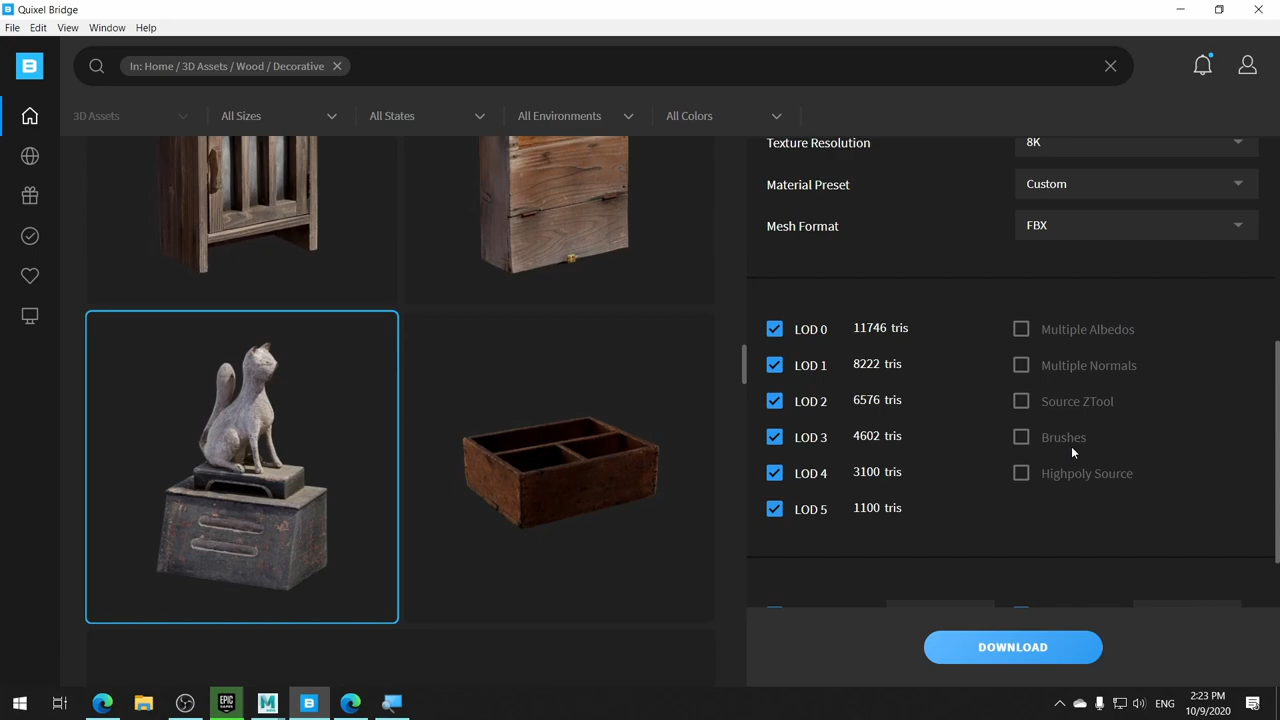 Quixel Bridge
File Edit View Window Help
In: Home / 3D Assets / Wood / Decorative
3D Assets All Sizes All States All Environments All Colors
Texture Resolution 8K
Material Preset Custom
Mesh Format FBX
LOD 0 11746 tris Multiple Albedos
LOD 1 8222 tris Multiple Normals
LOD 2 6576 tris Source ZTool
LOD 3 4602 tris Brushes
LOD 4 3100 tris Highpoly Source
LOD 5 1100 tris
DOWNLOAD
EPIC GAMES
M
ENG
2:23 PM
10/9/2020